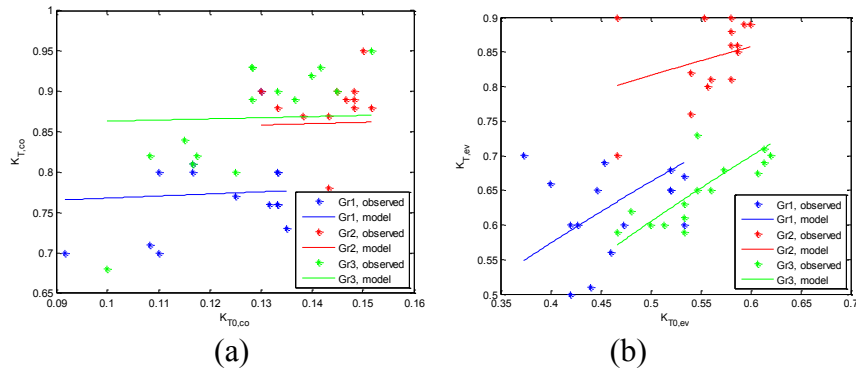 1
0.95
0.9
0.85
0.8
0.75
0.7
0.65
K_T,co
0.09 0.1 0.11 0.12 0.13 0.14 0.15 0.16
K_T0,co
Gr1, observed
Gr1, model
Gr2, observed
Gr2, model
Gr3, observed
Gr3, model
(a)
0.9
0.85
0.8
0.75
0.7
0.65
0.6
0.55
0.5
K_T,ev
0.35 0.4 0.45 0.5 0.55 0.6 0.65 0.7
K_T0,ev
Gr1, observed
Gr1, model
Gr2, observed
Gr2, model
Gr3, observed
Gr3, model
(b)